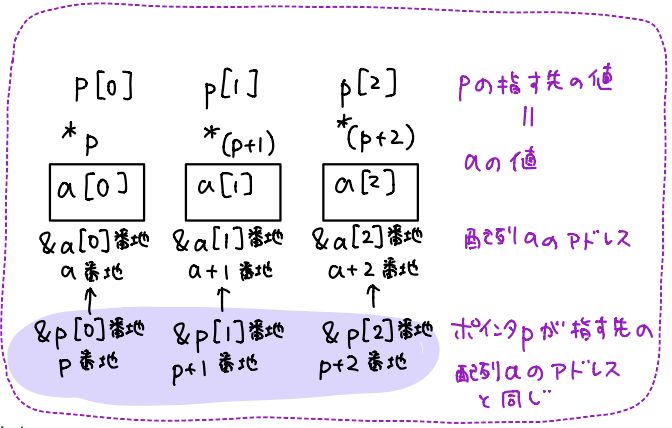 p[0] p[1] p[2] pの指す先の値
*p *(p+1) *(p+2) =
a[0] a[1] a[2] aの値
&a[0]番地 &a[1]番地 &a[2]番地 配列aのアドレス
a番地 a+1番地 a+2番地
&p[0]番地 &p[1]番地 &p[2]番地 ポインタpが指す先の
p番地 p+1番地 p+2番地 配列aのアドレス
と同じ